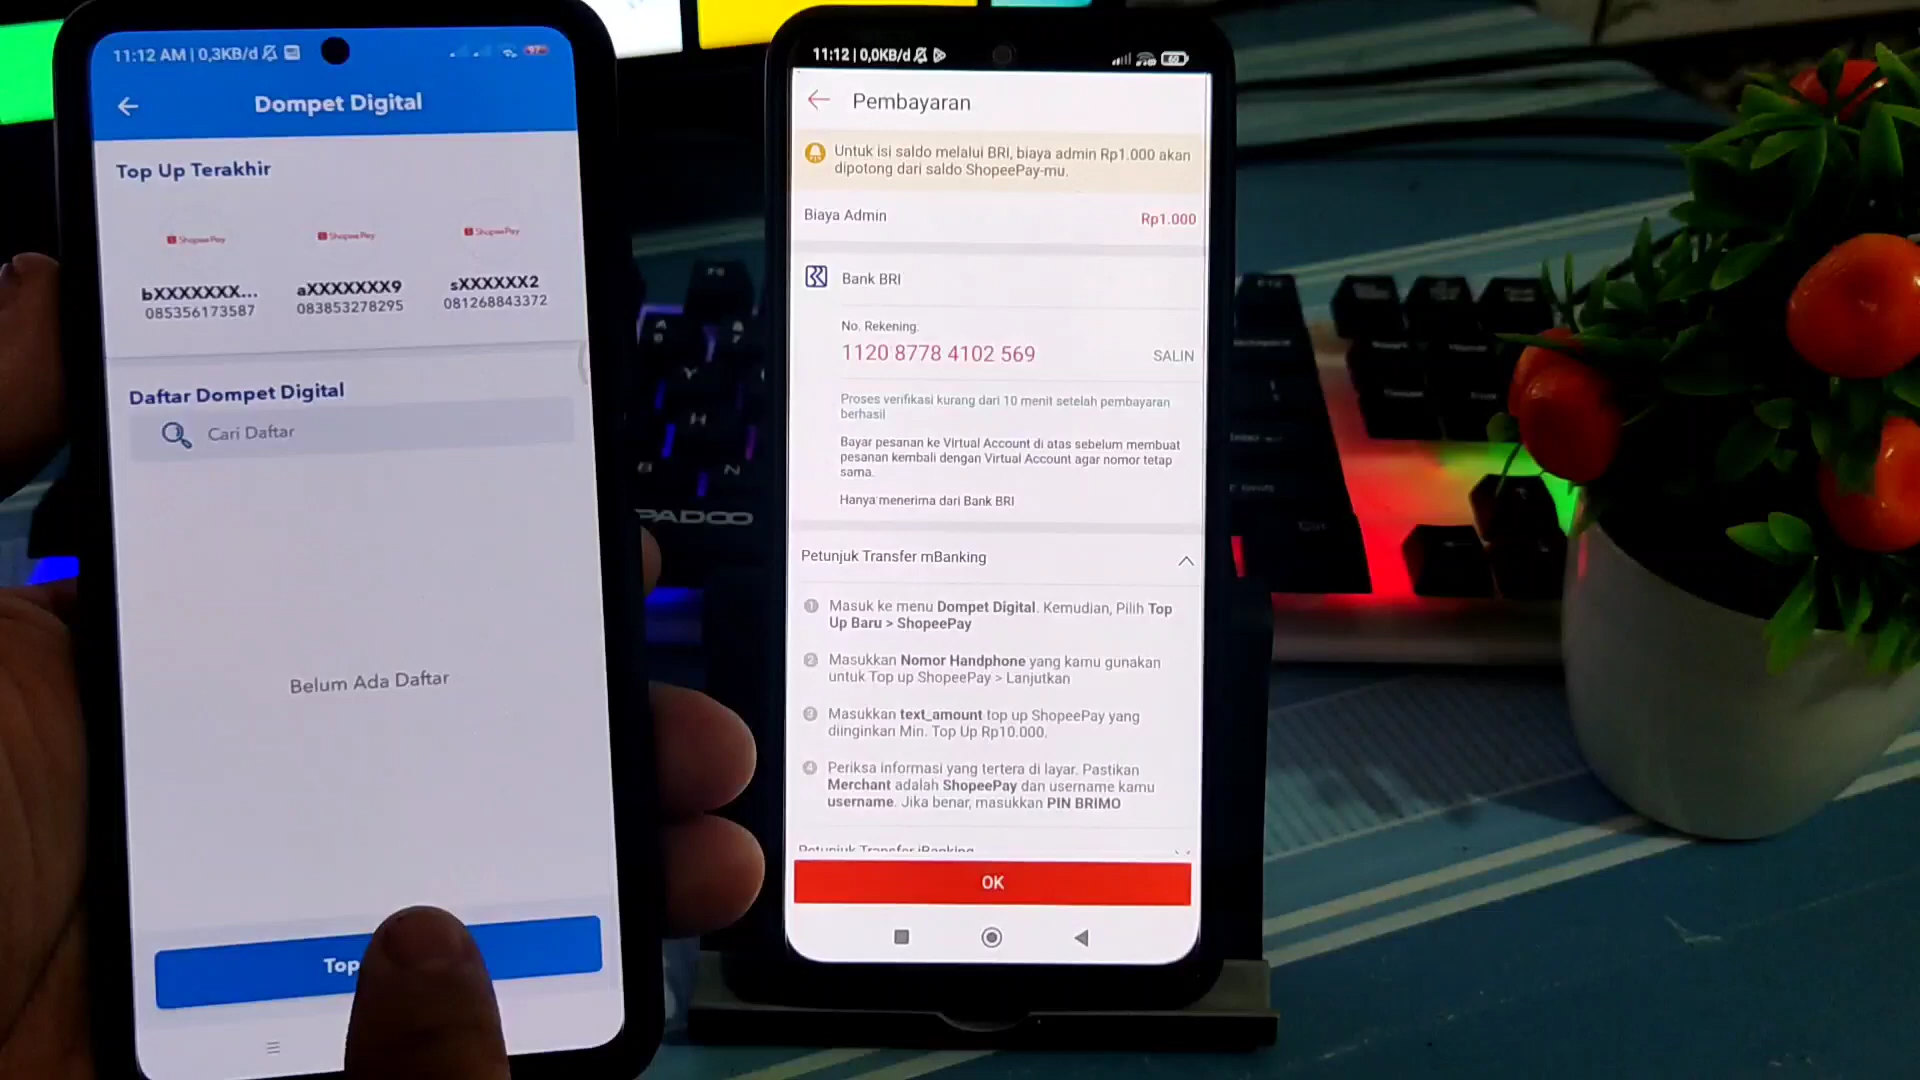 11:12 AM | 0,3KB/d
97
Dompet Digital
Top Up Terakhir
ShopeePay
ShopeePay
ShopeePay
bXXXXXXX...
aXXXXXXX9
sXXXXXX2
085356173587
083853278295
081268843372
Daftar Dompet Digital
Cari Daftar
Belum Ada Daftar
Top
11:12 | 0,0KB/d
Pembayaran
Untuk isi saldo melalui BRI, biaya admin Rp1.000 akan
dipotong dari saldo ShopeePay-mu.
Biaya Admin
Rp1.000
Bank BRI
No. Rekening:
1120 8778 4102 569
SALIN
Proses verifikasi kurang dari 10 menit setelah pembayaran
berhasil
Bayar pesanan ke Virtual Account di atas sebelum membuat
pesanan kembali dengan Virtual Account agar nomor tetap
sama.
Hanya menerima dari Bank BRI
Petunjuk Transfer mBanking
1 Masuk ke menu Dompet Digital. Kemudian, Pilih Top
Up Baru > ShopeePay
2 Masukkan Nomor Handphone yang kamu gunakan
untuk Top up ShopeePay > Lanjutkan
3 Masukkan text_amount top up ShopeePay yang
diinginkan Min. Top Up Rp10.000.
4 Periksa informasi yang tertera di layar. Pastikan
Merchant adalah ShopeePay dan username kamu
username. Jika benar, masukkan PIN BRIMO
Petunjuk Transfer iBanking
OK
PADOO
Y
H
N